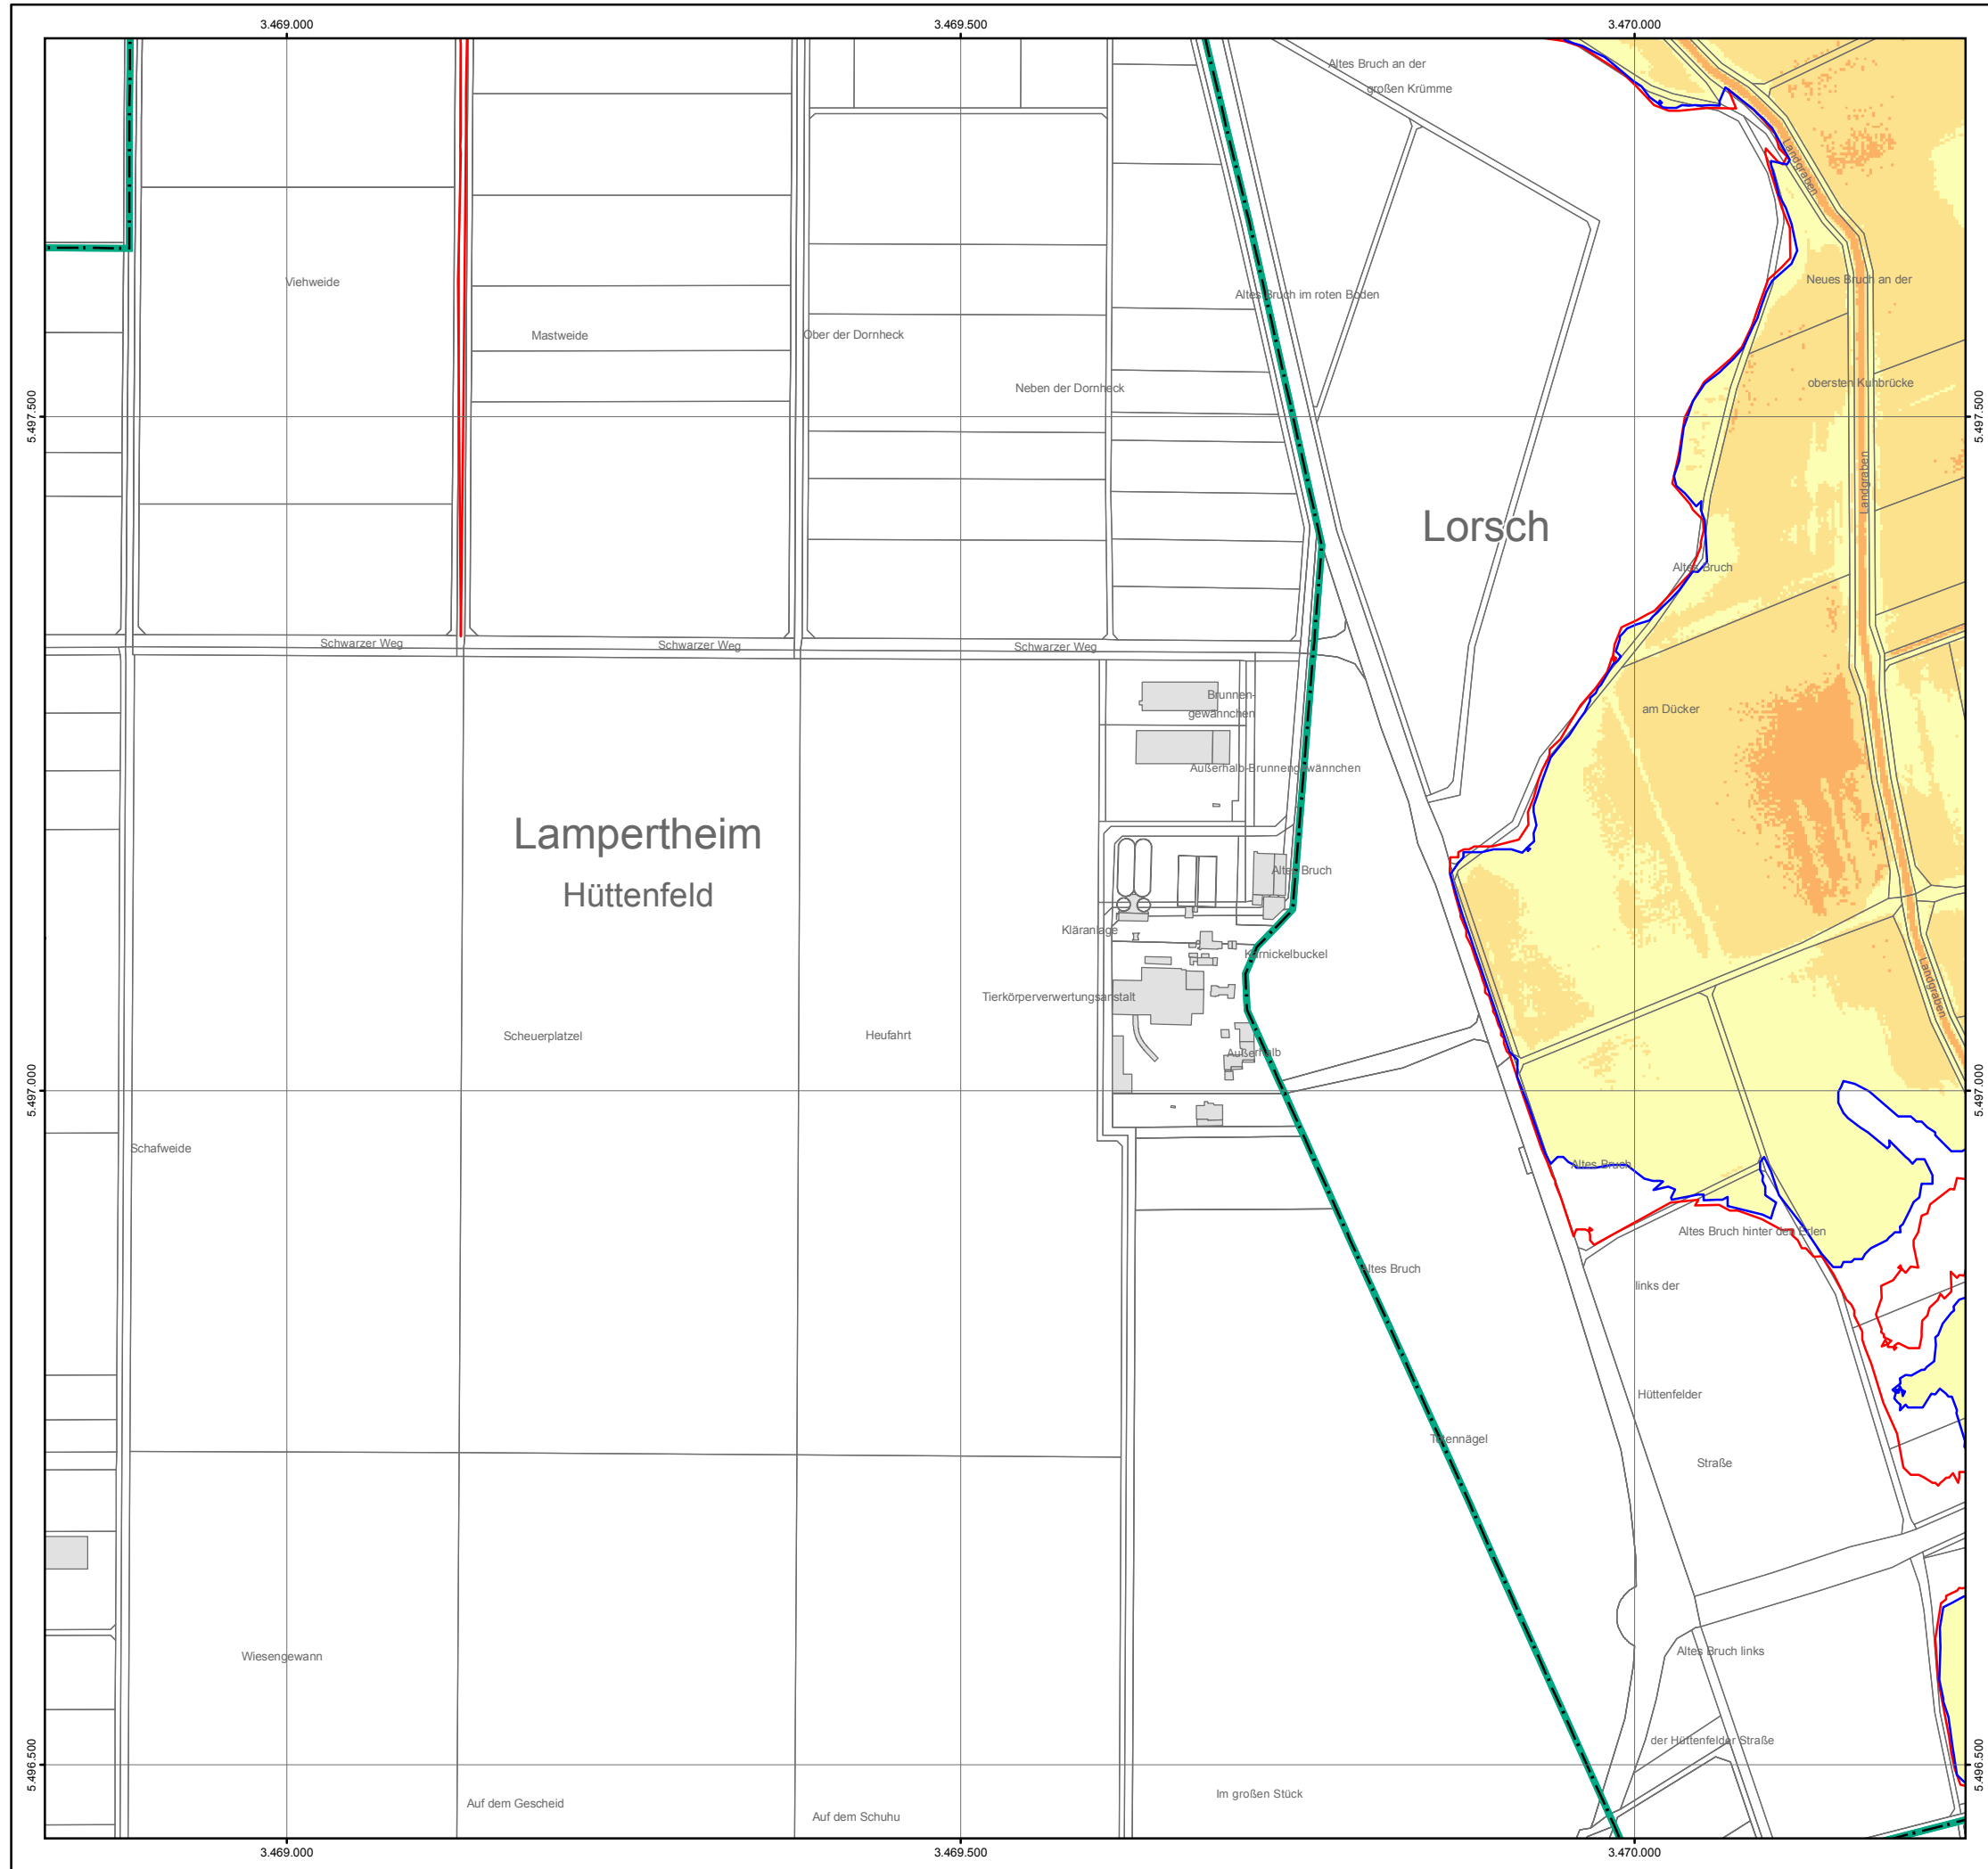 3.469.000
3.469.500
3.470.000
Altes Bruch an der
großen Krümme
Landgraben
Viehweide
Altes Bruch im roten Boden
Neues Bruch an der
Mastweide
Ober der Dornheck
Neben der Dornheck
obersten Kuhbrücke
5.497.500
5.497.500
Landgraben
Lorsch
Altes Bruch
Schwarzer Weg
Schwarzer Weg
Schwarzer Weg
Brunnen-
gewännchen
am Dücker
Außerhalb-Brunnengewännchen
Lampertheim
Hüttenfeld
Altes Bruch
Kläranlage
Karnickelbuckel
Tierkörperverwertungsanstalt
Landgraben
Scheuerplatzel
Heufahrt
Außerhalb
5.497.000
5.497.000
Schafweide
Altes Bruch
Altes Bruch hinter den Erlen
Altes Bruch
links der
Hüttenfelder
Straße
Wiesengewann
Altes Bruch links
der Hüttenfelder Straße
5.496.500
5.496.500
Auf dem Gescheid
Auf dem Schuhu
Im großen Stück
3.469.000
3.469.500
3.470.000